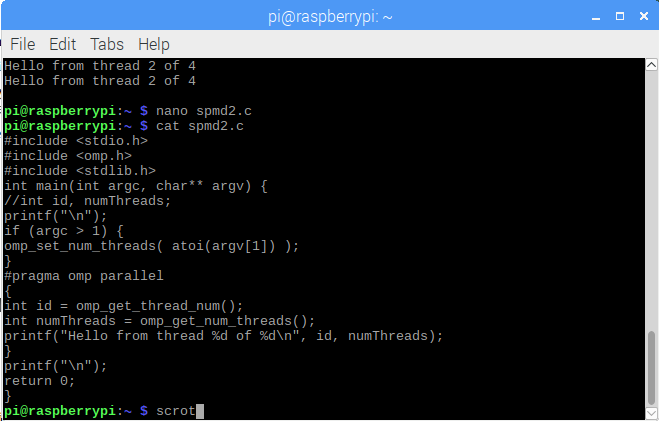 pi@raspberrypi: ~
File Edit Tabs Help
Hello from thread 2 of 4
Hello from thread 2 of 4
pi@raspberrypi:~ $ nano spmd2.c
pi@raspberrypi:~ $ cat spmd2.c
#include <stdio.h>
#include <omp.h>
#include <stdlib.h>
int main(int argc, char** argv) {
//int id, numThreads;
printf("\n");
if (argc > 1) {
omp_set_num_threads( atoi(argv[1]) );
}
#pragma omp parallel
{
int id = omp_get_thread_num();
int numThreads = omp_get_num_threads();
printf("Hello from thread %d of %d\n", id, numThreads);
}
printf("\n");
return 0;
}
pi@raspberrypi:~ $ scrot